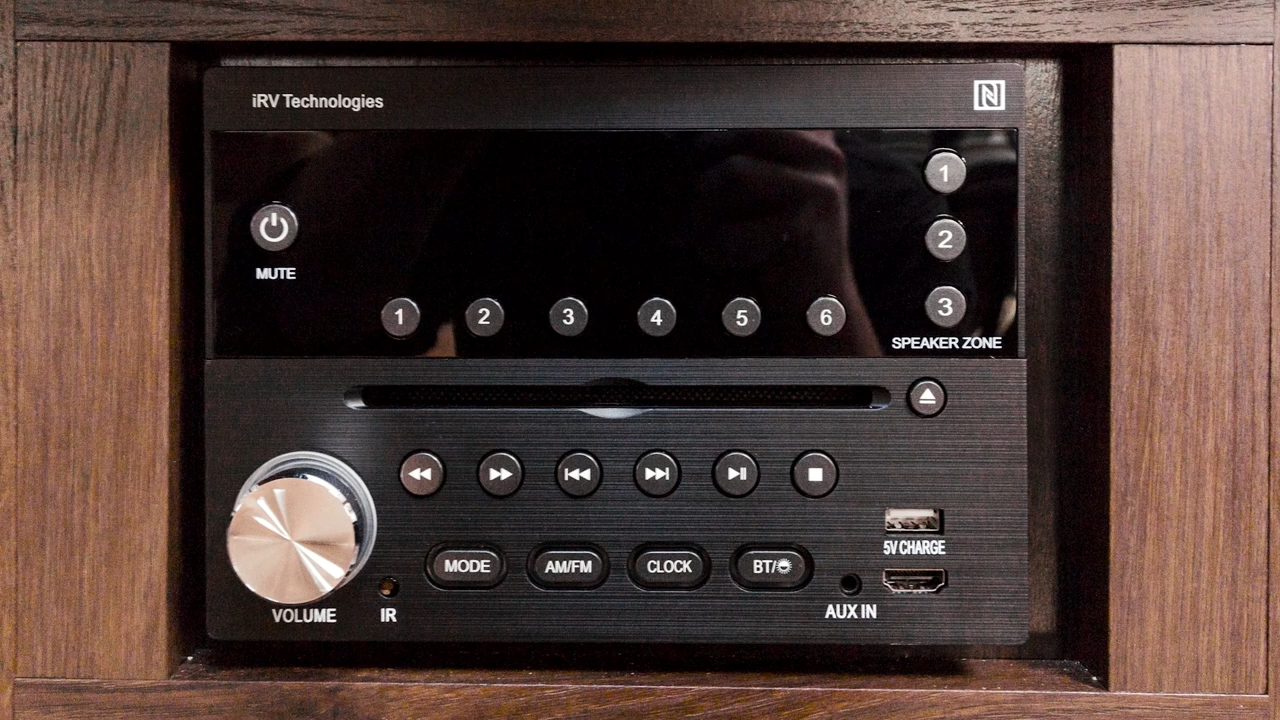 iRV Technologies
N
1
2
MUTE
1 2 3 4 5 6
3
SPEAKER ZONE
5V CHARGE
MODE AM/FM CLOCK BT/
VOLUME IR AUX IN